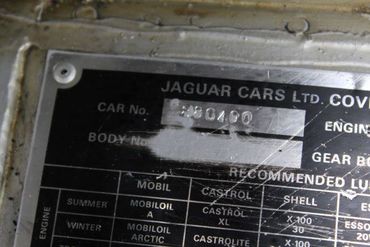 JAGUAR CARS LTD. COV
CAR No.
ENGIN
BODY No
GEAR B
RECOMMENDED LU
MOBIL CASTROL SHELL ES
ENGINE SUMMER MOBILOIL A CASTROL XL X-100 30 ESSO
WINTER MOBILOIL ARCTIC CASTROLITE X-100